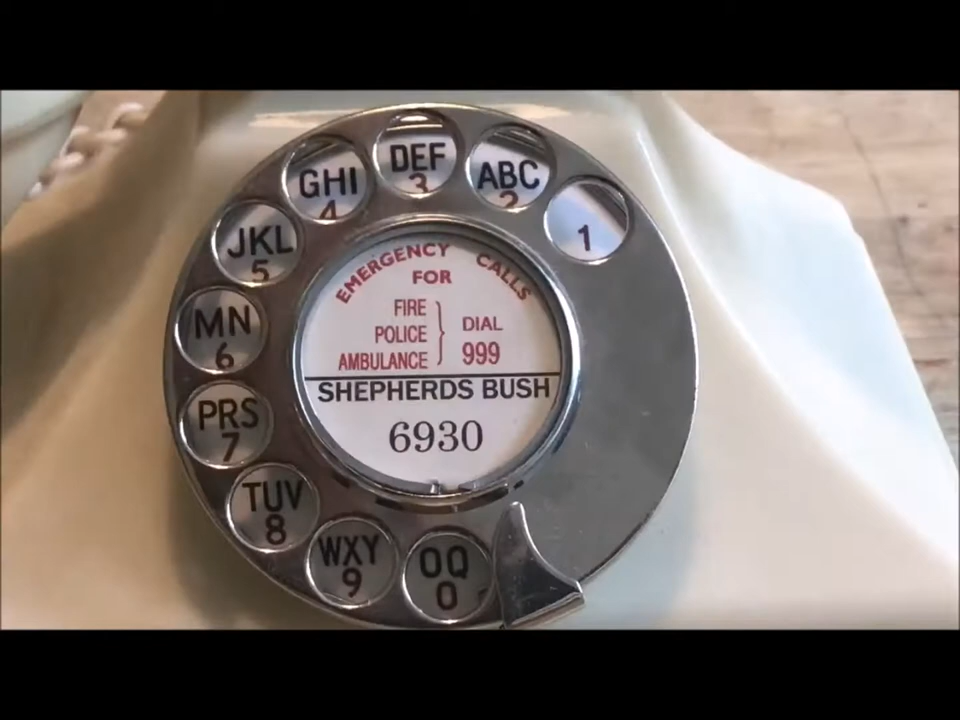 1
ABC
2
DEF
3
GHI
4
JKL
5
MN
6
PRS
7
TUV
8
WXY
9
OQ
0
EMERGENCY CALLS
FOR
FIRE
POLICE
AMBULANCE
DIAL
999
SHEPHERDS BUSH
6930